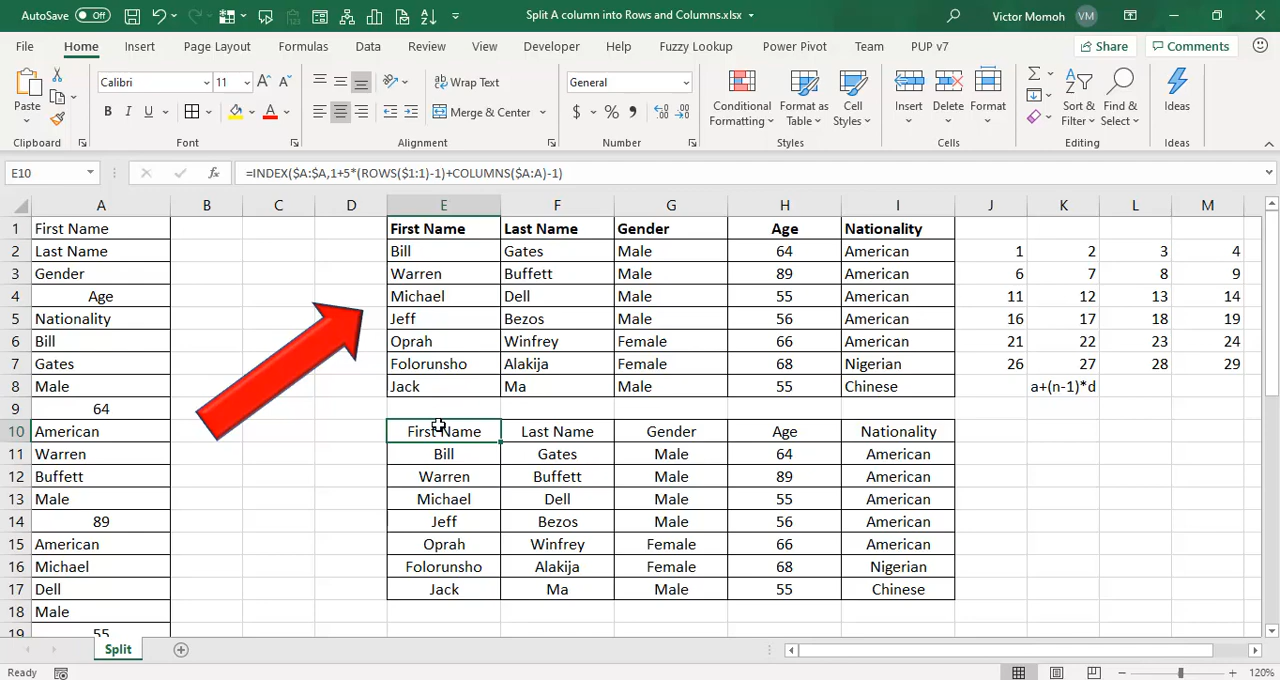 AutoSave Off
Split A column into Rows and Columns.xlsx
Victor Momoh VM
File Home Insert Page Layout Formulas Data Review View Developer Help Fuzzy Lookup Power Pivot Team PUP v7 Share Comments
Paste
Calibri 11 A A
B I U A
Wrap Text
Merge & Center
General
$ % ,
Conditional Formatting
Format as Table
Cell Styles
Insert Delete Format
Sort & Filter
Find & Select
Ideas
Clipboard Font Alignment Number Styles Cells Editing Ideas
E10 fx =INDEX($A:$A,1+5*(ROWS($1:1)-1)+COLUMNS($A:A)-1)
A B C D E F G H I J K L M
1 First Name First Name Last Name Gender Age Nationality
2 Last Name Bill Gates Male 64 American 1 2 3 4
3 Gender Warren Buffett Male 89 American 6 7 8 9
4 Age Michael Dell Male 55 American 11 12 13 14
5 Nationality Jeff Bezos Male 56 American 16 17 18 19
6 Bill Oprah Winfrey Female 66 American 21 22 23 24
7 Gates Folorunsho Alakija Female 68 Nigerian 26 27 28 29
8 Male Jack Ma Male 55 Chinese a+(n-1)*d
9 64
10 American First Name Last Name Gender Age Nationality
11 Warren Bill Gates Male 64 American
12 Buffett Warren Buffett Male 89 American
13 Male Michael Dell Male 55 American
14 89 Jeff Bezos Male 56 American
15 American Oprah Winfrey Female 66 American
16 Michael Folorunsho Alakija Female 68 Nigerian
17 Dell Jack Ma Male 55 Chinese
18 Male
19 55
Split
Ready 120%